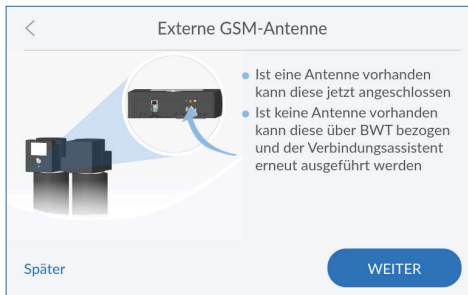 Externe GSM-Antenne
Ist eine Antenne vorhanden
kann diese jetzt angeschlossen
Ist keine Antenne vorhanden
kann diese über BWT bezogen
und der Verbindungsassistent
erneut ausgeführt werden
Später
WEITER